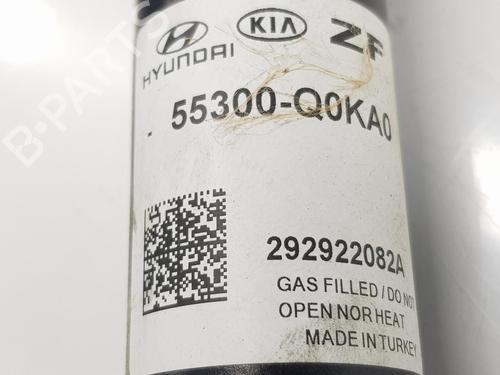 HYUNDAI KIA ZF
55300-Q0KA0
292922082A
GAS FILLED / DO NOT
OPEN NOR HEAT
MADE IN TURKEY
B-PARTS